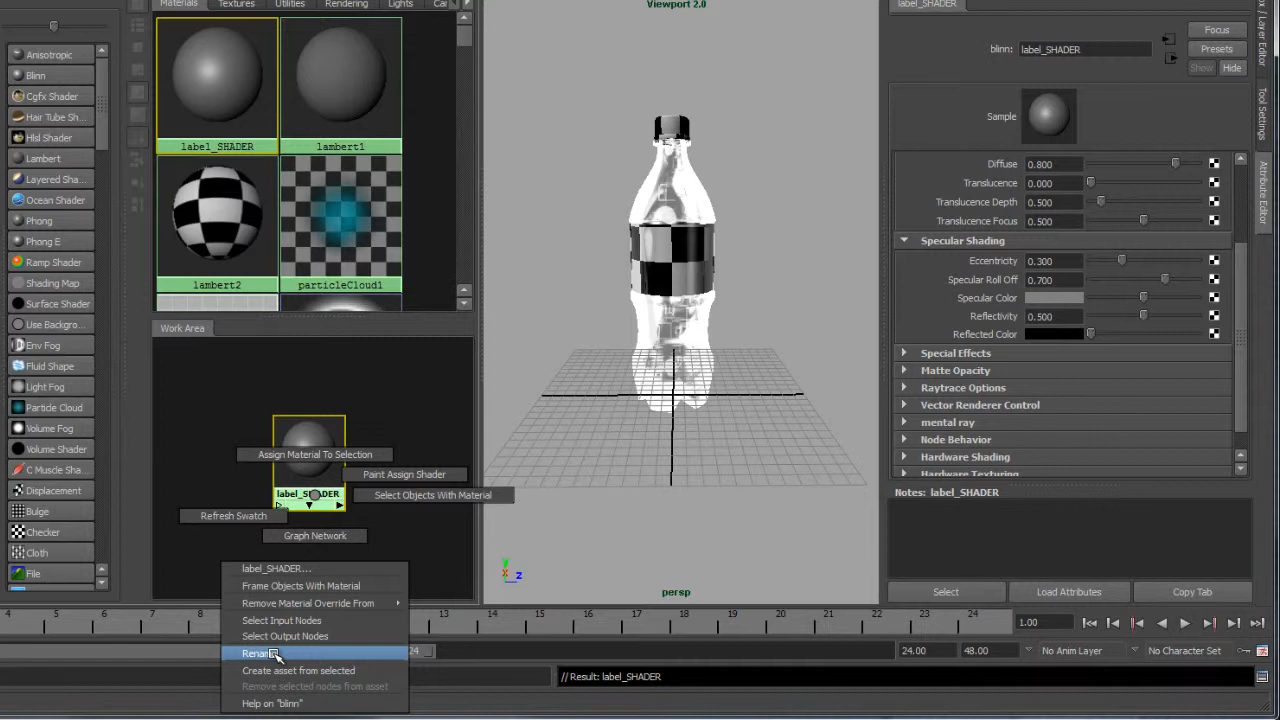 Materials
Textures
Utilities
Rendering
Lights
Anisotropic
Blinn
Cgfx Shader
Hair Tube Sh...
Hlsl Shader
Lambert
Layered Sha...
Ocean Shader
Phong
Phong E
Ramp Shader
Shading Map
Surface Shader
Use Backgro...
Env Fog
Fluid Shape
Light Fog
Particle Cloud
Volume Fog
Volume Shader
C Muscle Sha...
Displacement
Bulge
Checker
Cloth
File
label_SHADER
lambert1
lambert2
particleCloud1
Work Area
Assign Material To Selection
Paint Assign Shader
Select Objects With Material
Refresh Swatch
Graph Network
label_SHADER...
Frame Objects With Material
Remove Material Override From
Select Input Nodes
Select Output Nodes
Create asset from selected
Remove selected nodes from asset
Help on "blinn"
Viewport 2.0
y
x
z
persp
label_SHADER
blinn: label_SHADER
Focus
Presets
Show Hide
Sample
Diffuse 0.800
Translucence 0.000
Translucence Depth 0.500
Translucence Focus 0.500
Specular Shading
Eccentricity 0.300
Specular Roll Off 0.700
Specular Color
Reflectivity 0.500
Reflected Color
Special Effects
Matte Opacity
Raytrace Options
Vector Renderer Control
mental ray
Node Behavior
Hardware Shading
Hardware Texturing
Notes: label_SHADER
Select
Load Attributes
Copy Tab
Layer Editor
Tool Settings
Attribute Editor
4 5 6 7 8 13 14 15 16 17 18 19 20 21 22 23 24
1.00
24
24.00
48.00
No Anim Layer
No Character Set
// Result: label_SHADER